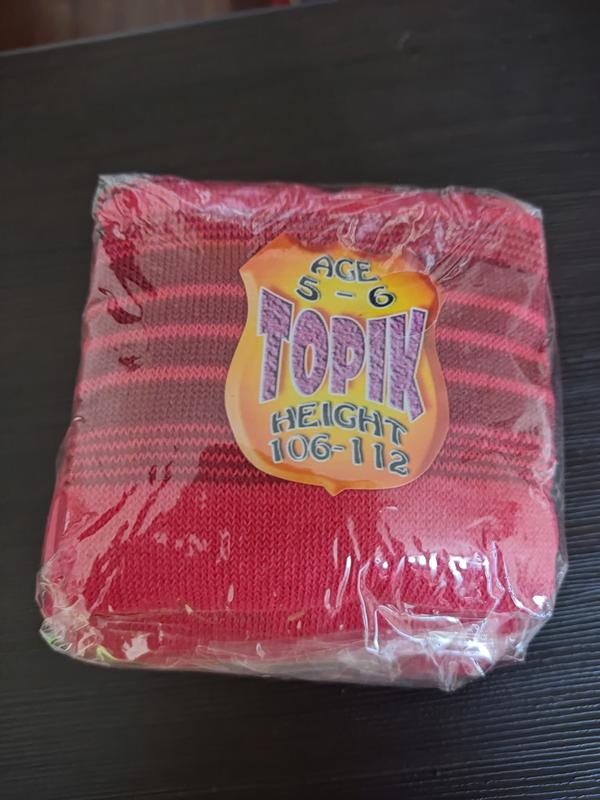 AGE
5 - 6
TOPIK
HEIGHT
106-112